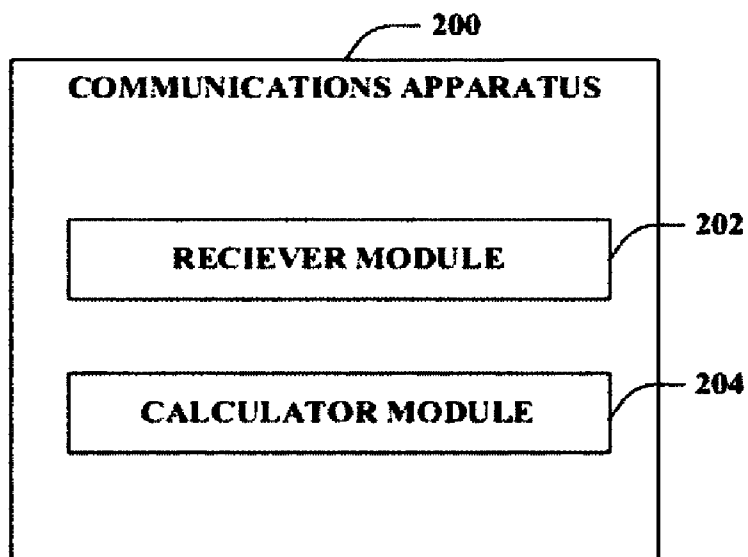 200
COMMUNICATIONS APPARATUS
202
RECIEVER MODULE
204
CALCULATOR MODULE